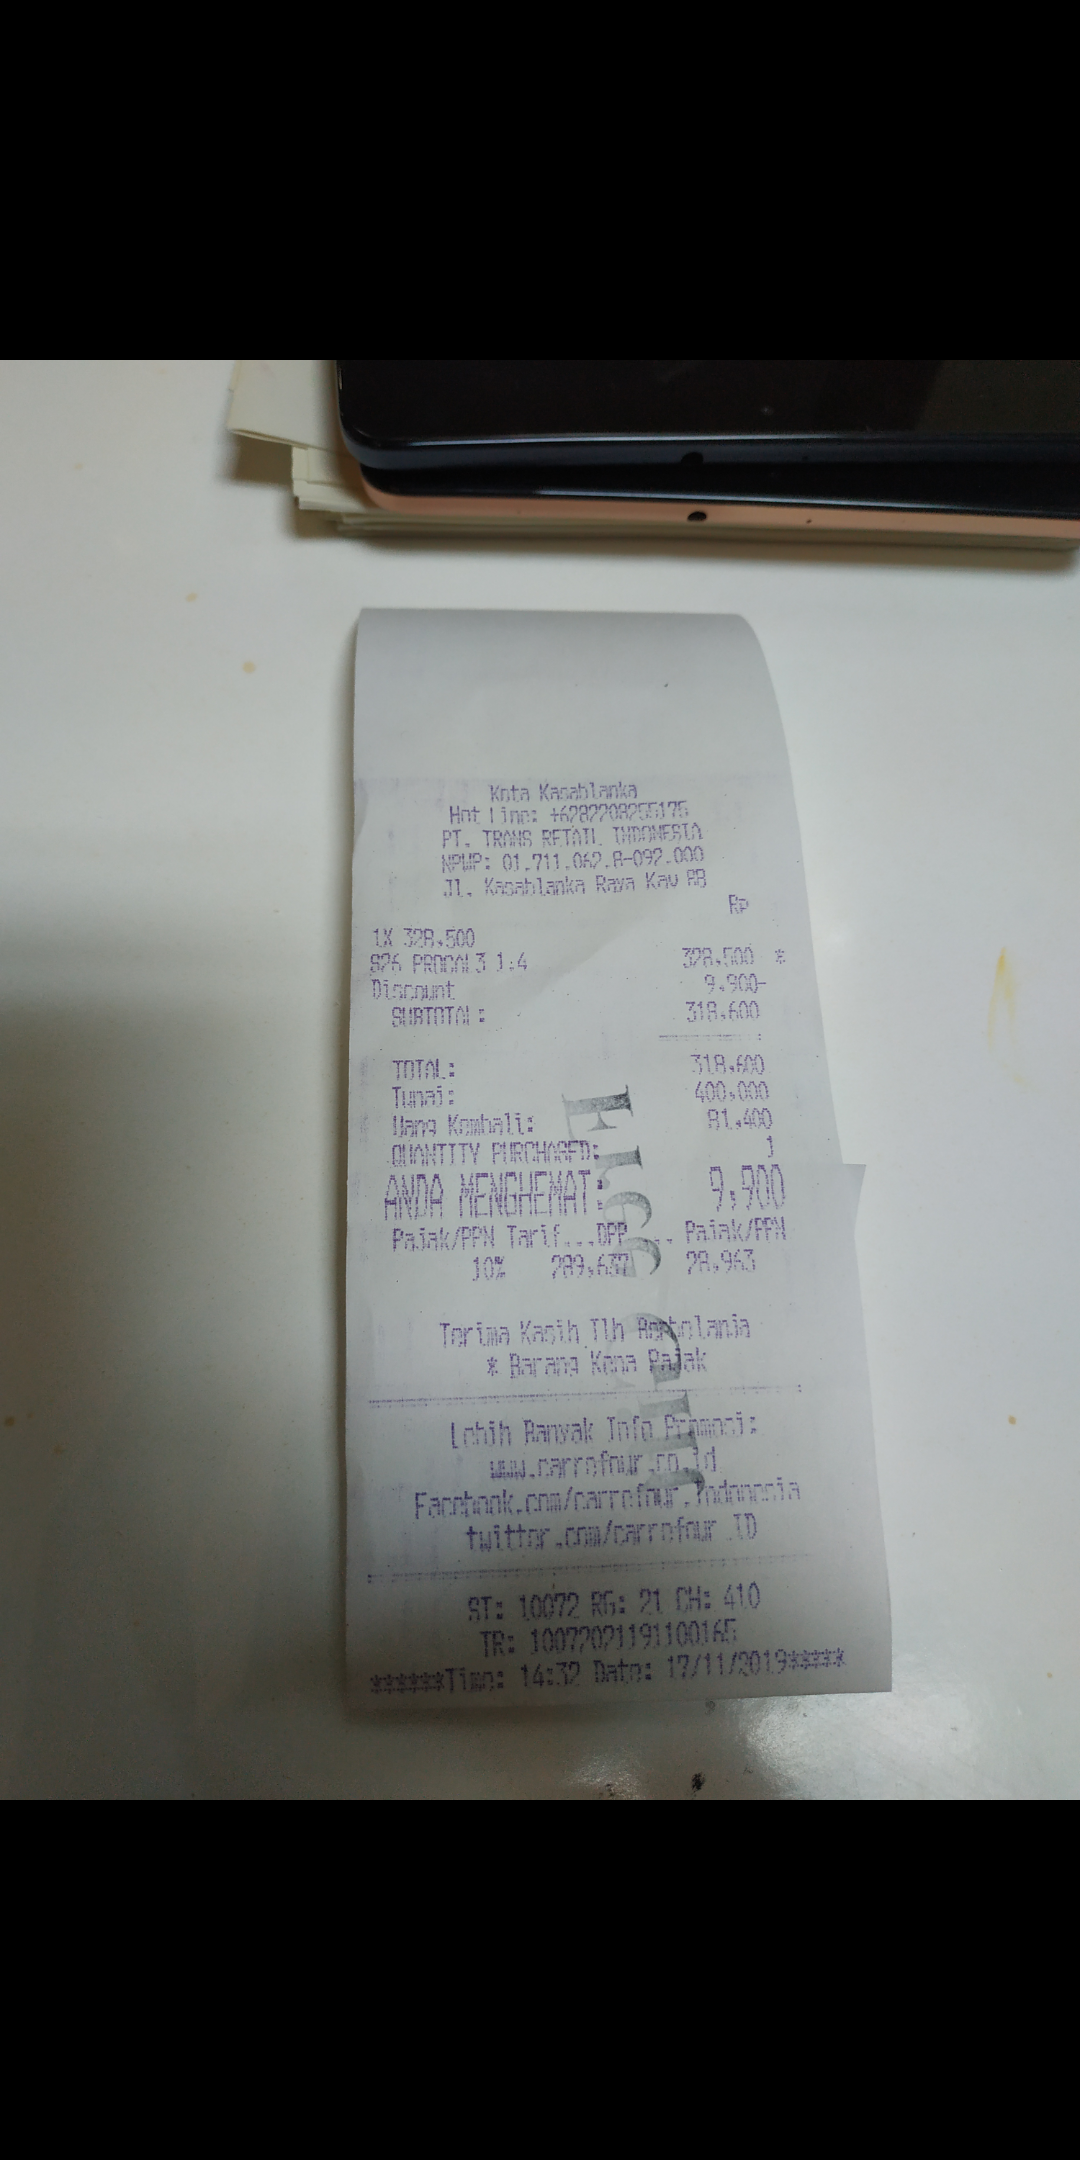 Kota Kasablanka
Hot Line: +6282208255175
PT. TRANS RETAIL INDONESIA
NPWP: 01.711.062.8-092.000
Jl. Kasablanka Raya Kav 88
Rp
1X 328,500
S26 PROCAL3 1:4 328,500 *
Discount 9,900-
SUBTOTAL: 318,600
TOTAL: 318,600
Tunai: 400,000
Uang Kembali: 81,400
QUANTITY PURCHASED: 1
ANDA MENGHEMAT: 9,900
Pajak/PPN Tarif...DPP ... Pajak/PPN
10% 289,637 28,963
Terima Kasih Tlh Berbelanja
* Barang Kena Pajak
Lebih Banyak Info Promosi:
www.carrefour.co.id
Facebook.com/carrefour.Indonesia
twitter.com/carrefour ID
ST: 10072 RG: 21 CH: 410
TR: 10072021191100165
******Time: 14:32 Date: 17/11/2019*****